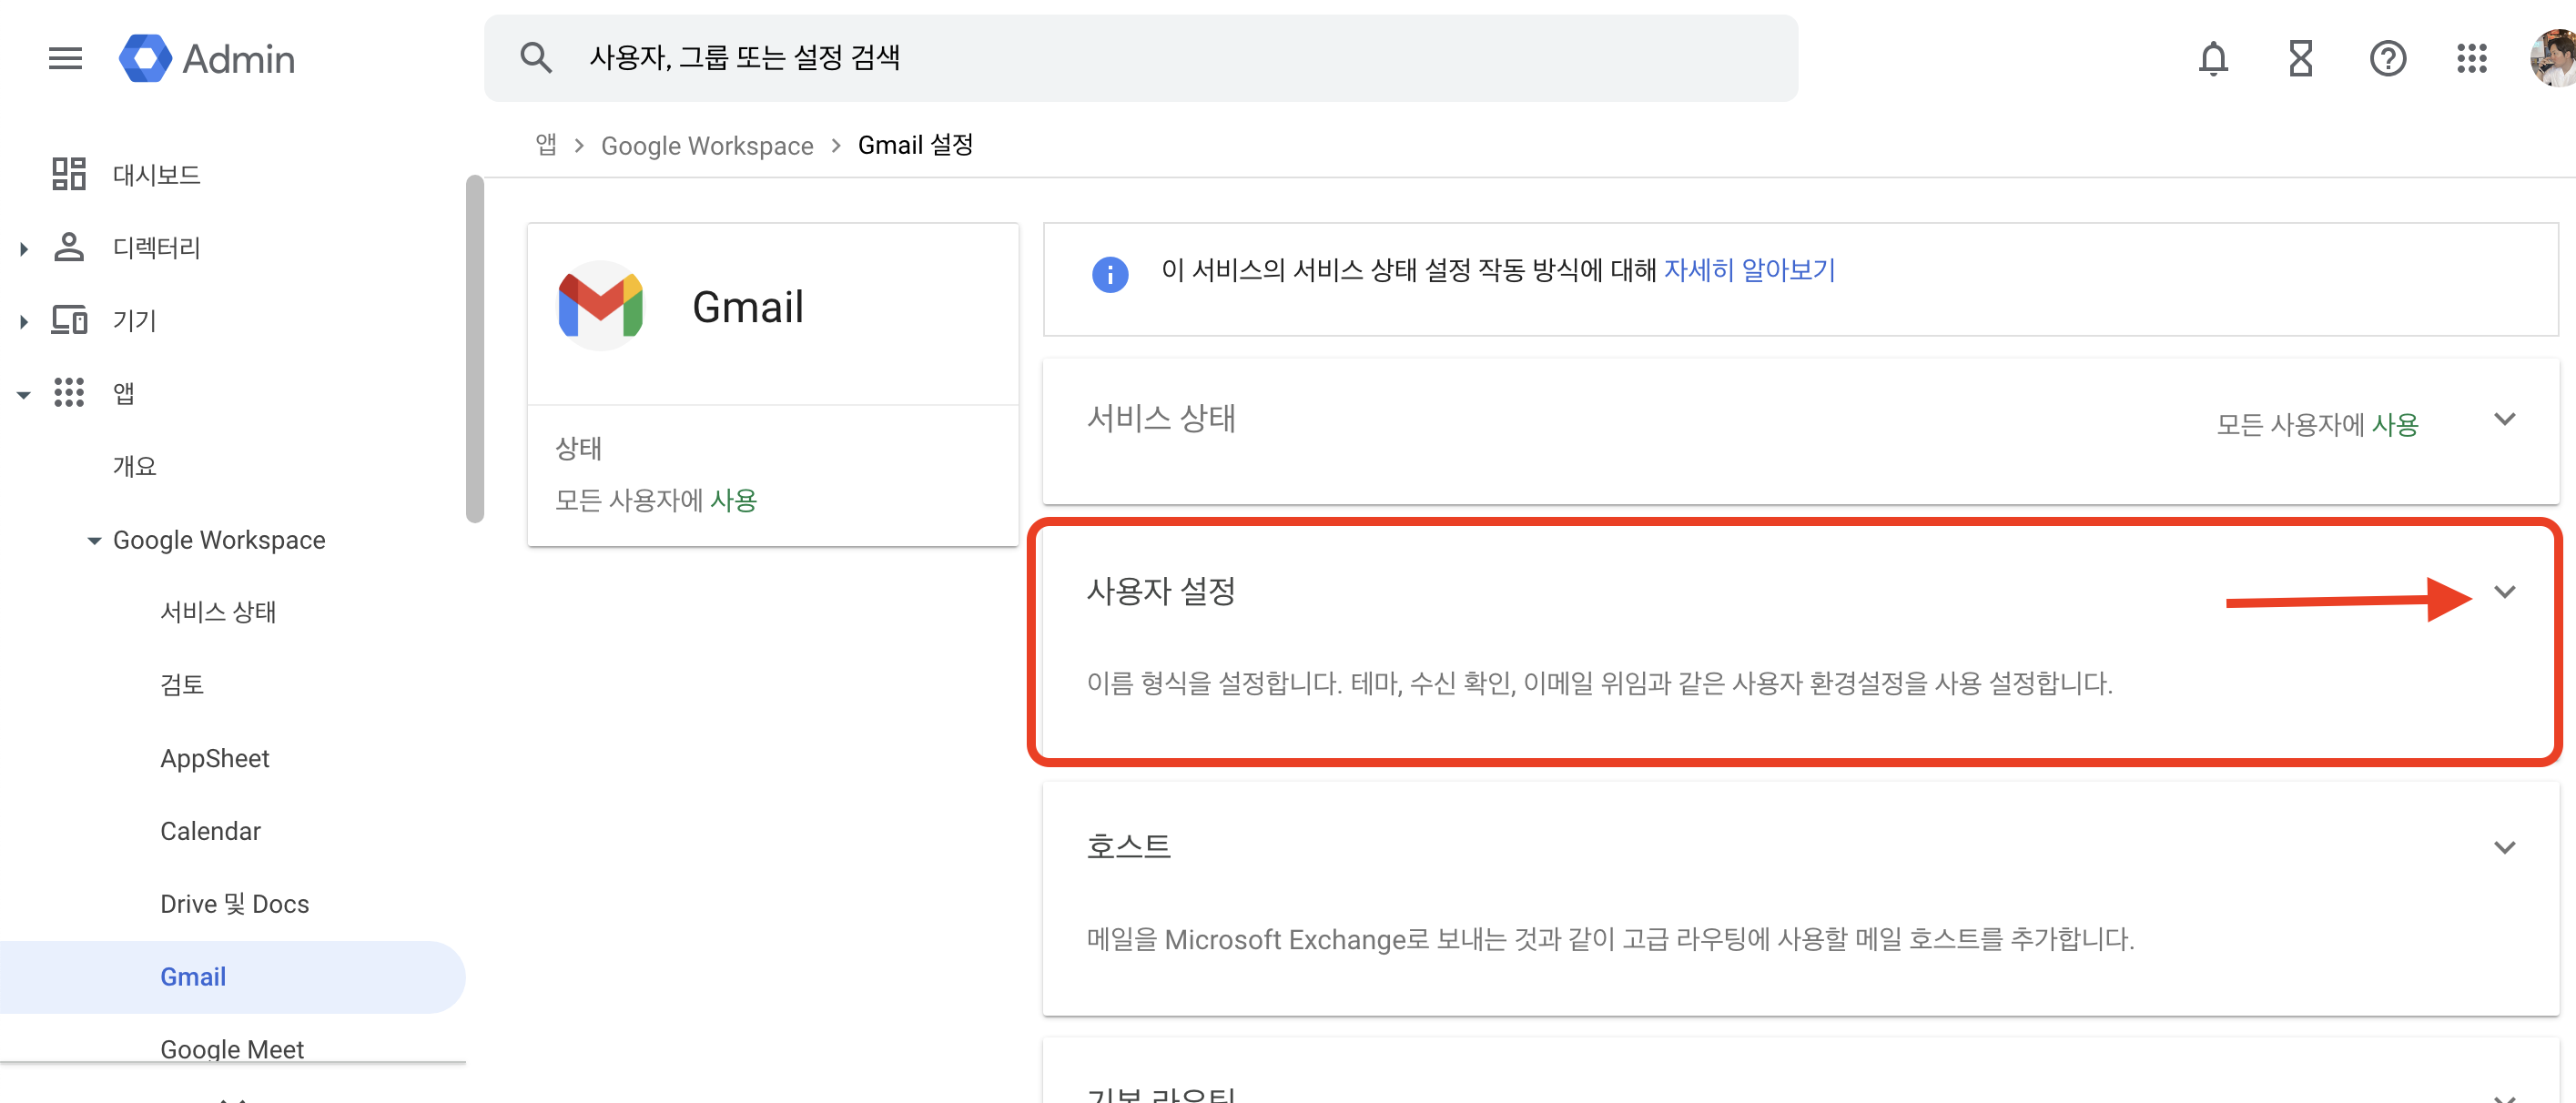 Admin
사용자, 그룹 또는 설정 검색
앱 > Google Workspace > Gmail 설정
대시보드
디렉터리
기기
앱
개요
Google Workspace
서비스 상태
검토
AppSheet
Calendar
Drive 및 Docs
Gmail
Google Meet
Gmail
상태
모든 사용자에 사용
이 서비스의 서비스 상태 설정 작동 방식에 대해 자세히 알아보기
서비스 상태
모든 사용자에 사용
사용자 설정
이름 형식을 설정합니다. 테마, 수신 확인, 이메일 위임과 같은 사용자 환경설정을 사용 설정합니다.
호스트
메일을 Microsoft Exchange로 보내는 것과 같이 고급 라우팅에 사용할 메일 호스트를 추가합니다.
기본 라우팅